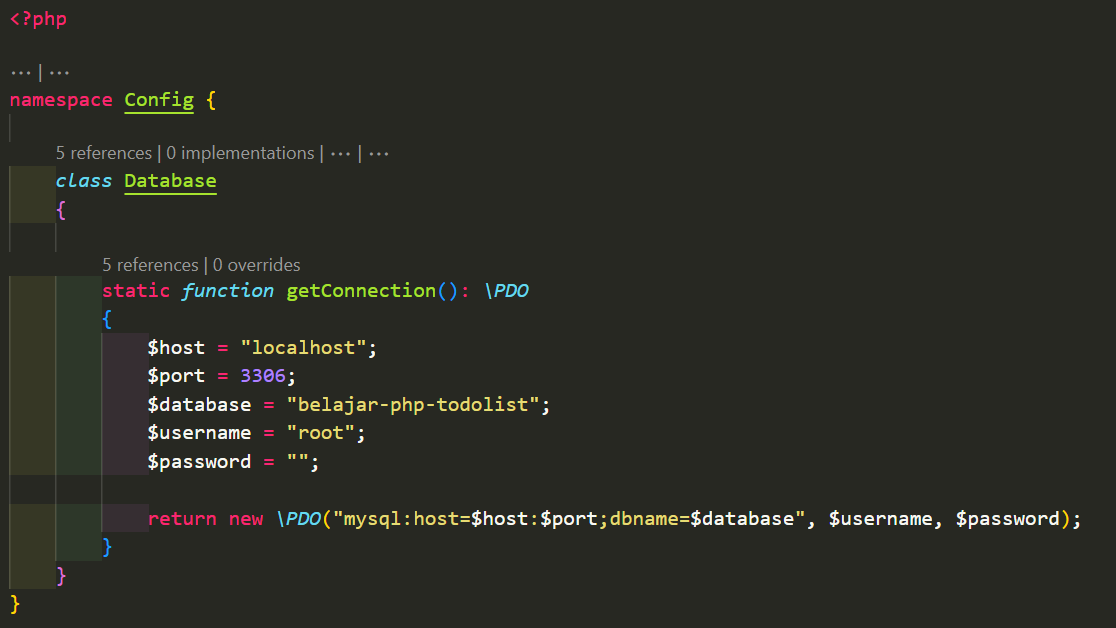 <?php
... | ...
namespace Config {
5 references | 0 implementations | ... | ...
class Database
{
5 references | 0 overrides
static function getConnection(): \PDO
{
$host = "localhost";
$port = 3306;
$database = "belajar-php-todolist";
$username = "root";
$password = "";
return new \PDO("mysql:host=$host:$port;dbname=$database", $username, $password);
}
}
}